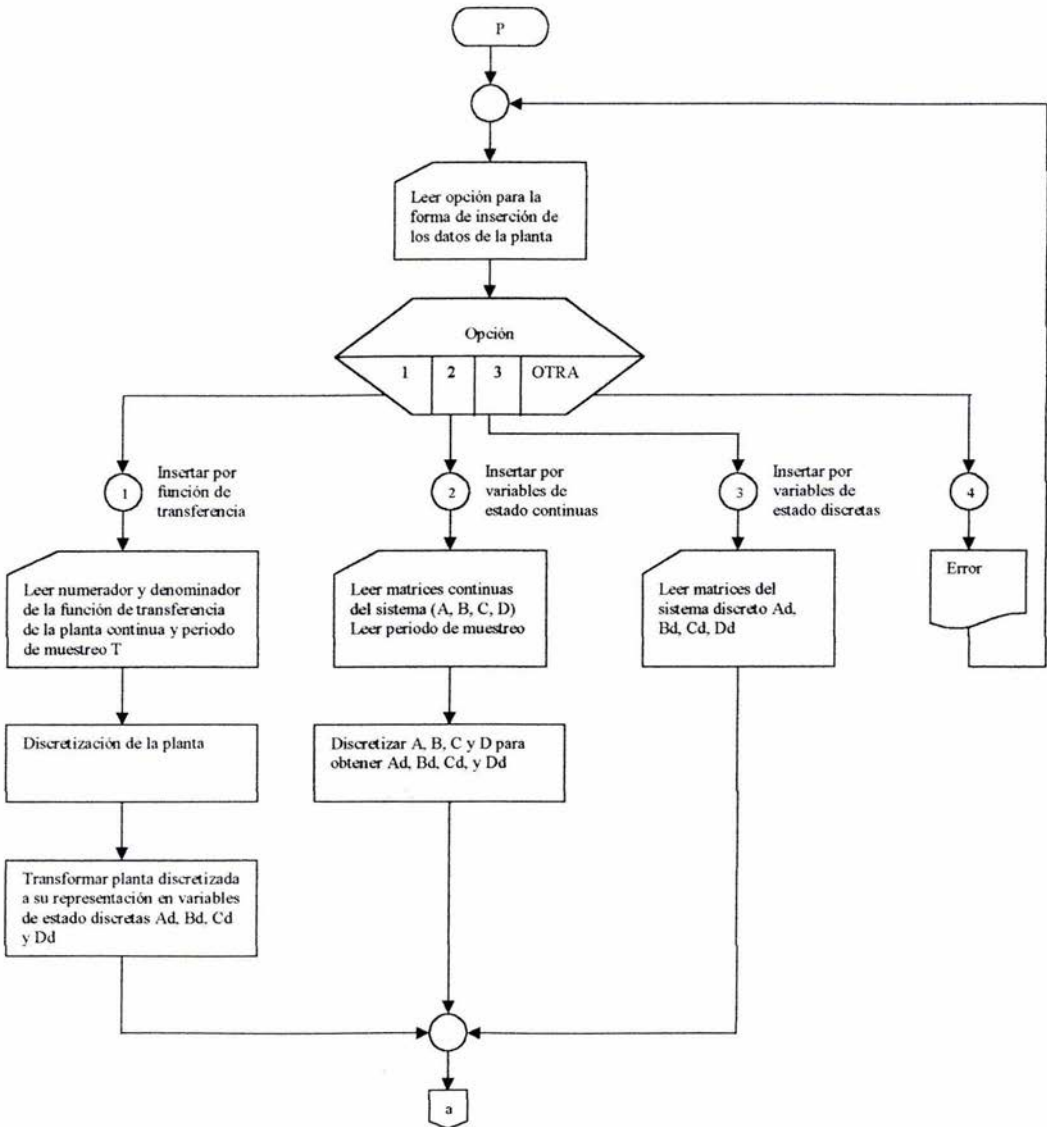 P
Leer opción para la
forma de inserción de
los datos de la planta
Opción
1
2
3
OTRA
1
Insertar por
función de
transferencia
2
Insertar por
variables de
estado continuas
3
Insertar por
variables de
estado discretas
4
Leer numerador y denominador
de la función de transferencia
de la planta continua y periodo
de muestreo T
Leer matrices continuas
del sistema (A, B, C, D)
Leer periodo de muestreo
Leer matrices del
sistema discreto Ad,
Bd, Cd, Dd
Error
Discretización de la planta
Discretizar A, B, C y D para
obtener Ad, Bd, Cd, y Dd
Transformar planta discretizada
a su representación en variables
de estado discretas Ad, Bd, Cd
y Dd
a